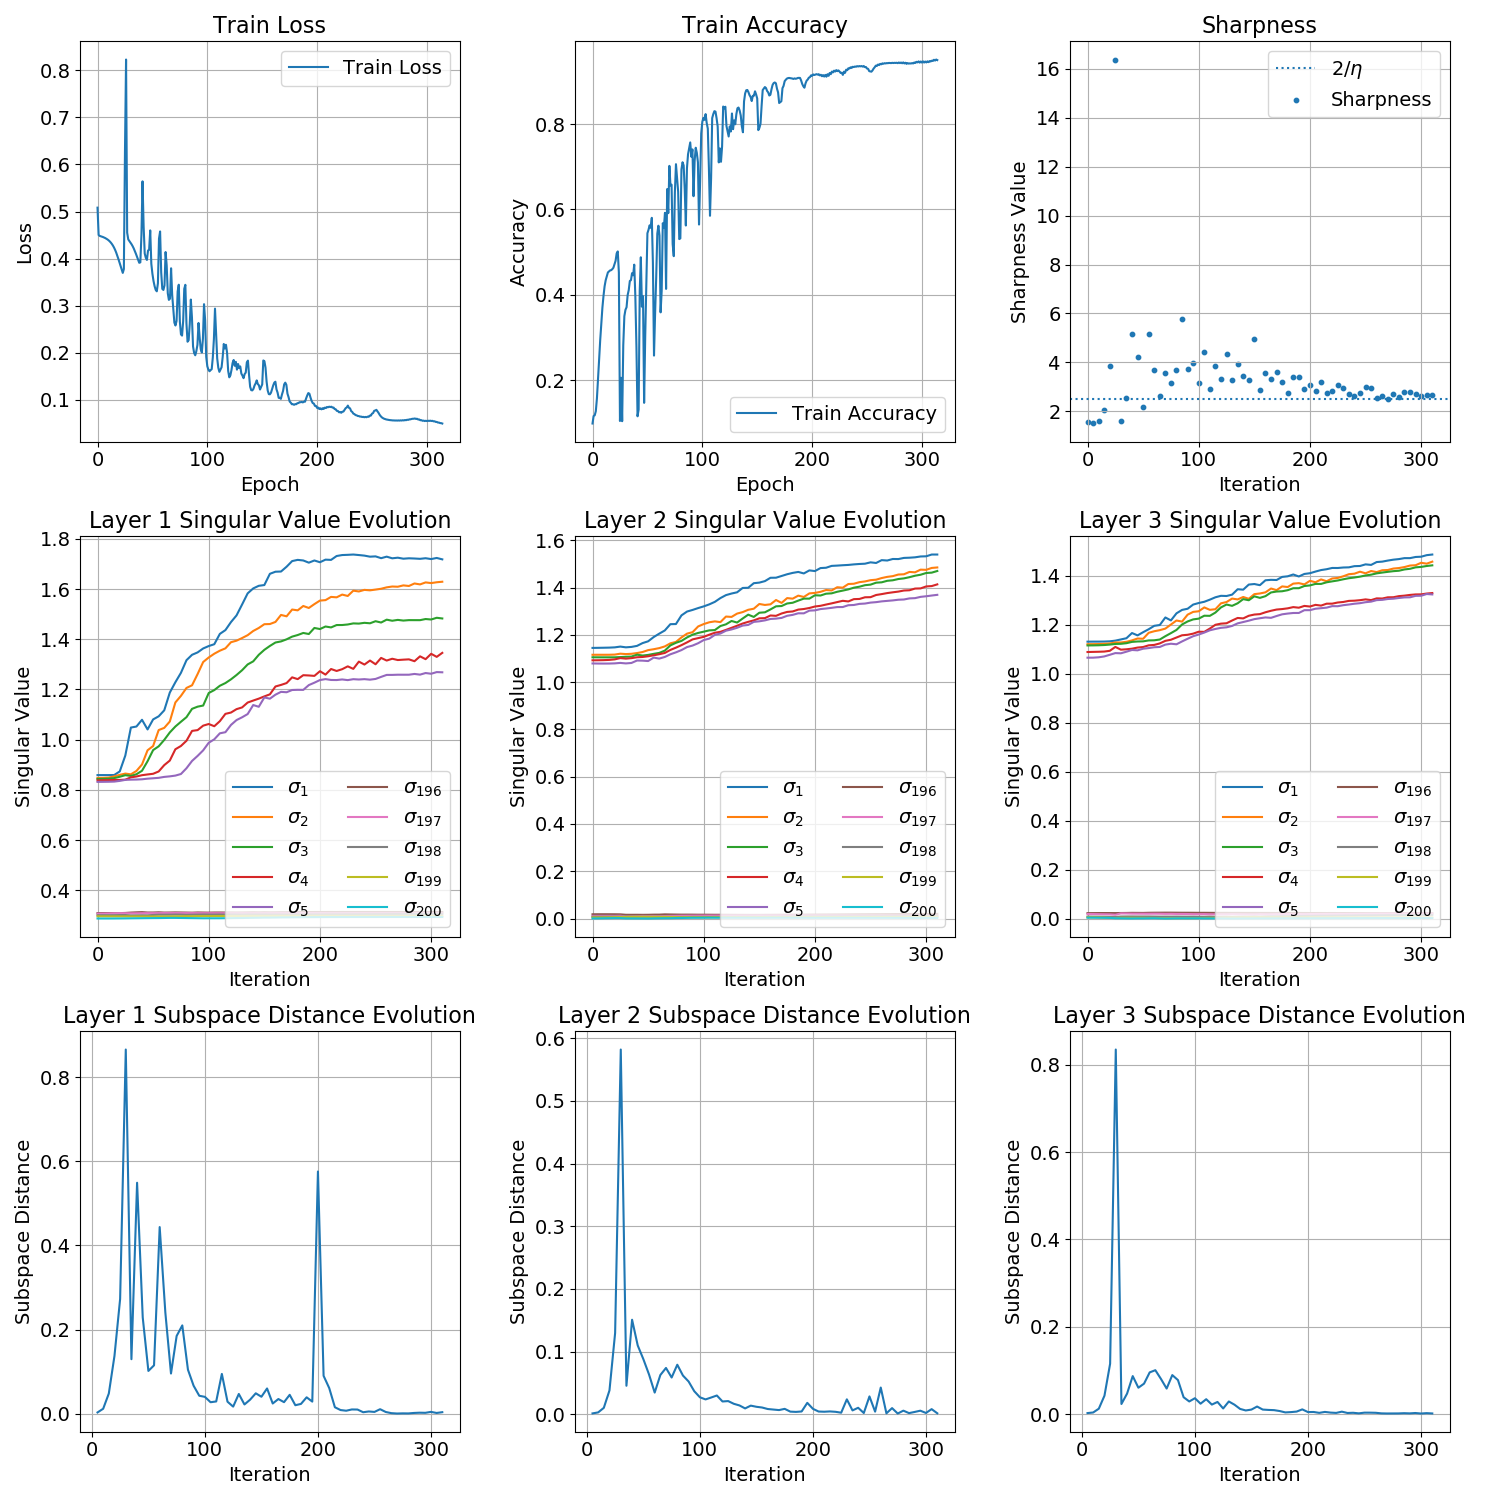 Train Loss
Train Loss
0.8
0.7
0.6
0.5
0.4
0.3
0.2
0.1
Loss
0
100
200
300
Epoch
Train Accuracy
0.8
0.6
0.4
0.2
Accuracy
Train Accuracy
0
100
200
300
Epoch
Sharpness
2/η
Sharpness
16
14
12
10
8
6
4
2
Sharpness Value
0
100
200
300
Iteration
Layer 1 Singular Value Evolution
1.8
1.6
1.4
1.2
1.0
0.8
0.6
0.4
Singular Value
σ1 σ196
σ2 σ197
σ3 σ198
σ4 σ199
σ5 σ200
0
100
200
300
Iteration
Layer 2 Singular Value Evolution
1.6
1.4
1.2
1.0
0.8
0.6
0.4
0.2
0.0
Singular Value
σ1 σ196
σ2 σ197
σ3 σ198
σ4 σ199
σ5 σ200
0
100
200
300
Iteration
Layer 3 Singular Value Evolution
1.4
1.2
1.0
0.8
0.6
0.4
0.2
0.0
Singular Value
σ1 σ196
σ2 σ197
σ3 σ198
σ4 σ199
σ5 σ200
0
100
200
300
Iteration
Layer 1 Subspace Distance Evolution
0.8
0.6
0.4
0.2
0.0
Subspace Distance
0
100
200
300
Iteration
Layer 2 Subspace Distance Evolution
0.6
0.5
0.4
0.3
0.2
0.1
0.0
Subspace Distance
0
100
200
300
Iteration
Layer 3 Subspace Distance Evolution
0.8
0.6
0.4
0.2
0.0
Subspace Distance
0
100
200
300
Iteration